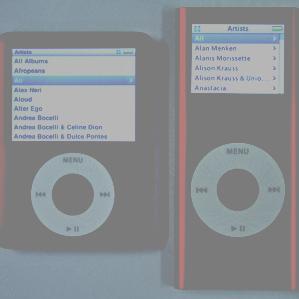 Artists
All Albums
Afropeans
Air
Alex Neri
Aloud
Alter Ego
Andrea Bocelli
Andrea Bocelli & Celine Dion
Andrea Bocelli & Dulce Pontes
MENU
Artists
All
Alan Menken
Alanis Morissette
Alison Krauss
Alison Krauss & Unio...
Anastacia
MENU